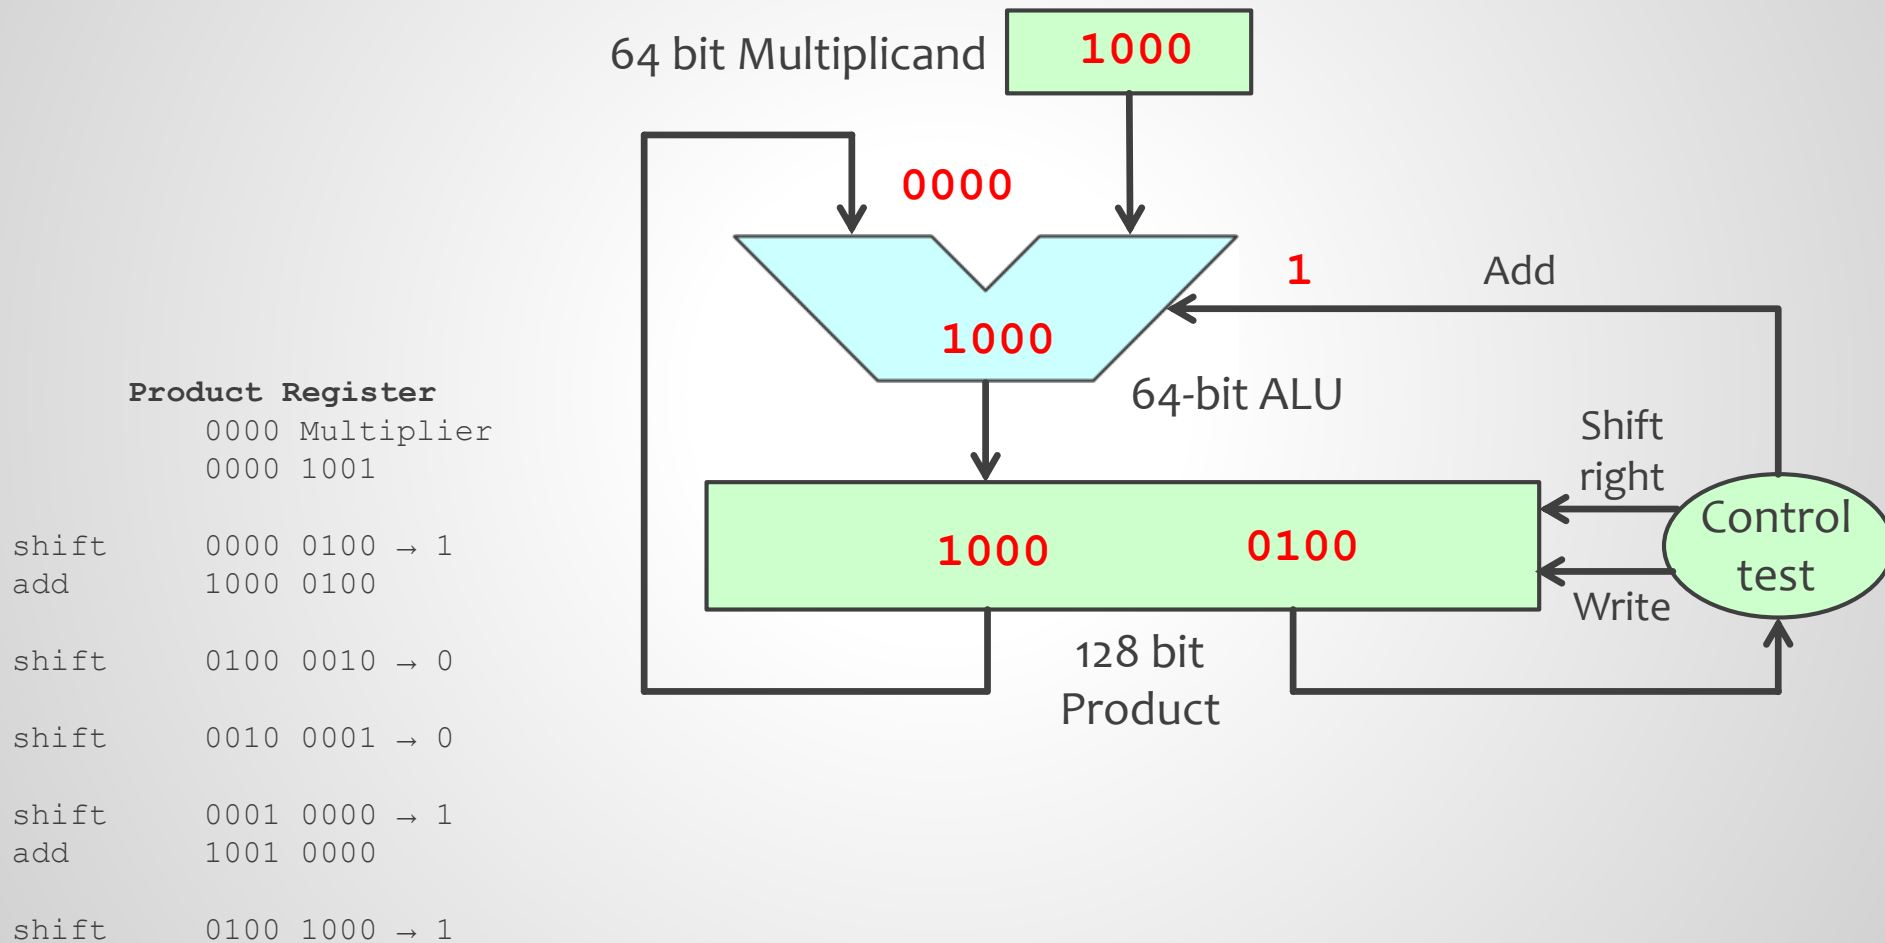 64 bit Multiplicand
1000
0000
1 Add
1000
64-bit ALU
Product Register
0000 Multiplier
0000 1001
shift 0000 0100 → 1
add 1000 0100
shift 0100 0010 → 0
shift 0010 0001 → 0
shift 0001 0000 → 1
add 1001 0000
shift 0100 1000 → 1
Shift
right
1000 0100
Control
test
Write
128 bit
Product